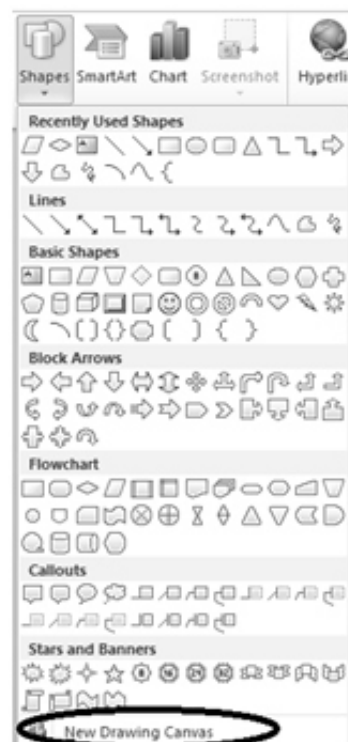 Shapes SmartArt Chart Screenshot Hyperli
Recently Used Shapes
Lines
Basic Shapes
Block Arrows
Flowchart
Callouts
Stars and Banners
New Drawing Canvas